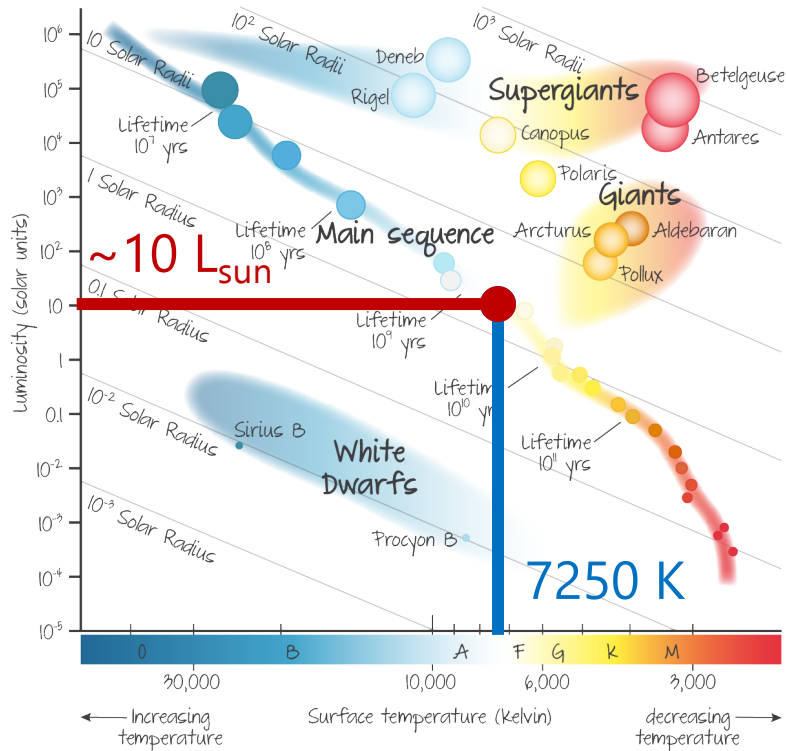 10⁶
10⁵
10⁴
10³
10²
10
1
0.1
10⁻²
10⁻³
10⁻⁴
10⁻⁵
Luminosity (solar units)
10 Solar Radii
10² Solar Radii
10³ Solar Radii
1 Solar Radius
0.1 Solar Radius
10⁻² Solar Radius
10⁻³ Solar Radius
Deneb
Rigel
Supergiants
Betelgeuse
Antares
Canopus
Polaris
Giants
Arcturus
Aldebaran
Pollux
Lifetime
10⁷ yrs
Lifetime
10⁸ yrs
Main sequence
~10 Lsun
Lifetime
10⁹ yrs
Lifetime
10¹⁰ yr
Lifetime
10¹¹ yrs
Sirius B
White
Dwarfs
Procyon B
7250 K
O B A F G K M
30,000 10,000 6,000 3,000
Increasing
temperature
Surface temperature (kelvin)
decreasing
temperature